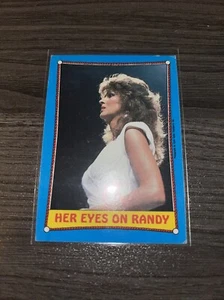 HER EYES ON RANDY